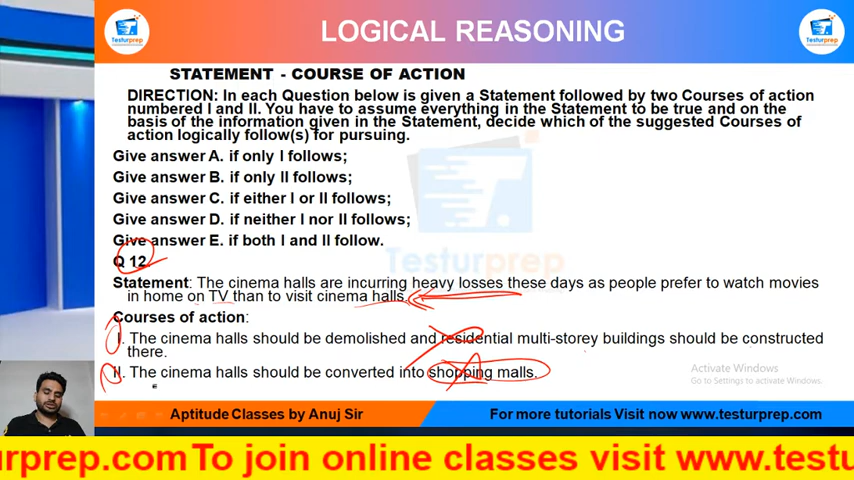 Testurprep
LOGICAL REASONING
Testurprep
STATEMENT - COURSE OF ACTION
DIRECTION: In each Question below is given a Statement followed by two Courses of action
numbered I and II. You have to assume everything in the Statement to be true and on the
basis of the information given in the Statement, decide which of the suggested Courses of
action logically follow(s) for pursuing.
Give answer A. if only I follows;
Give answer B. if only II follows;
Give answer C. if either I or II follows;
Give answer D. if neither I nor II follows;
Give answer E. if both I and II follow.
Testurprep
Q 12.
Statement: The cinema halls are incurring heavy losses these days as people prefer to watch movies
in home on TV than to visit cinema halls.
Courses of action:
I. The cinema halls should be demolished and residential multi-storey buildings should be constructed
there.
II. The cinema halls should be converted into shopping malls.
Activate Windows
Go to Settings to activate Windows.
Aptitude Classes by Anuj Sir
For more tutorials Visit now www.testurprep.com
urprep.com To join online classes visit www.testu